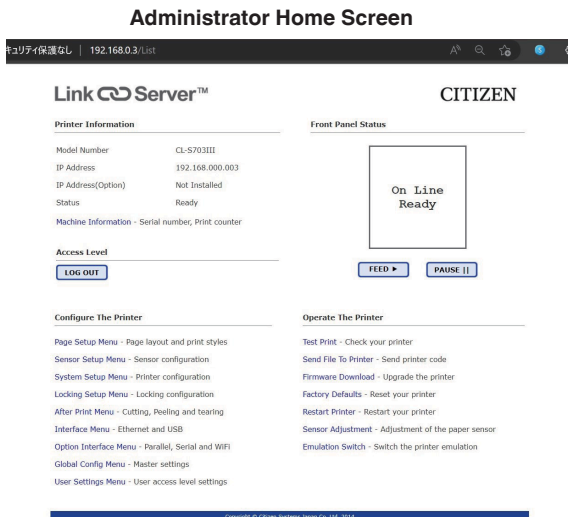 Administrator Home Screen
キュリティ保護なし | 192.168.0.3/List
Link Server™
CITIZEN
Printer Information
Model Number CL-S703III
IP Address 192.168.000.003
IP Address(Option) Not Installed
Status Ready
Machine Information - Serial number, Print counter
Access Level
LOG OUT
Front Panel Status
On Line
Ready
FEED ►
PAUSE ||
Configure The Printer
Page Setup Menu - Page layout and print styles
Sensor Setup Menu - Sensor configuration
System Setup Menu - Printer configuration
Locking Setup Menu - Locking configuration
After Print Menu - Cutting, Peeling and tearing
Interface Menu - Ethernet and USB
Option Interface Menu - Parallel, Serial and WiFi
Global Config Menu - Master settings
User Settings Menu - User access level settings
Operate The Printer
Test Print - Check your printer
Send File To Printer - Send printer code
Firmware Download - Upgrade the printer
Factory Defaults - Reset your printer
Restart Printer - Restart your printer
Sensor Adjustment - Adjustment of the paper sensor
Emulation Switch - Switch the printer emulation
Copyright © Citizen Systems Japan Co.,Ltd. 2014